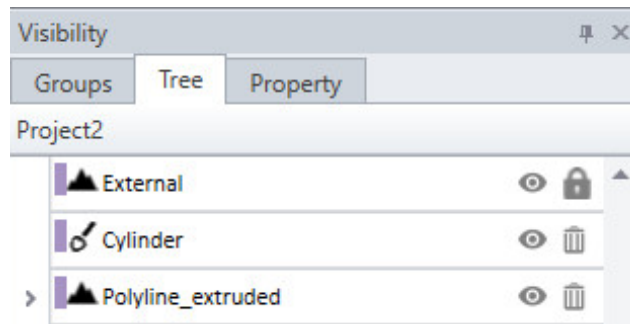 Visibility
Groups Tree Property
Project2
External
Cylinder
Polyline_extruded